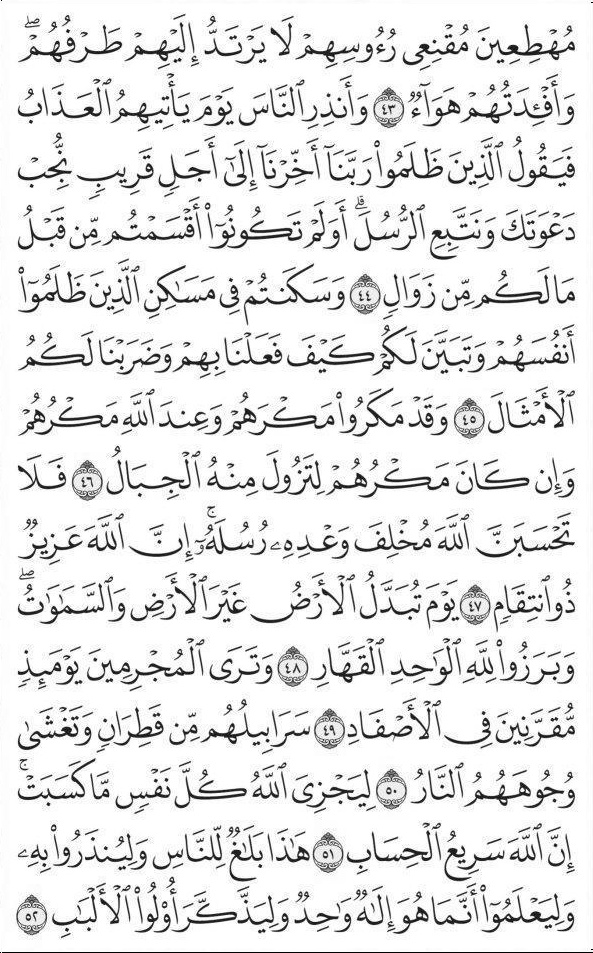 مُهۡطِعِينَ مُقۡنِعِي رُءُوسِهِمۡ لَا يَرۡتَدُّ إِلَيۡهِمۡ طَرۡفُهُمۡۖ
وَأَفۡـِٔدَتُهُمۡ هَوَآءٞ ٤٣ وَأَنذِرِ ٱلنَّاسَ يَوۡمَ يَأۡتِيهِمُ ٱلۡعَذَابُ
فَيَقُولُ ٱلَّذِينَ ظَلَمُواْ رَبَّنَآ أَخِّرۡنَآ إِلَىٰٓ أَجَلٖ قَرِيبٖ نُّجِبۡ
دَعۡوَتَكَ وَنَتَّبِعِ ٱلرُّسُلَۗ أَوَلَمۡ تَكُونُوٓاْ أَقۡسَمۡتُم مِّن قَبۡلُ
مَا لَكُم مِّن زَوَالٖ ٤٤ وَسَكَنتُمۡ فِي مَسَٰكِنِ ٱلَّذِينَ ظَلَمُوٓاْ
أَنفُسَهُمۡ وَتَبَيَّنَ لَكُمۡ كَيۡفَ فَعَلۡنَا بِهِمۡ وَضَرَبۡنَا لَكُمُ
ٱلۡأَمۡثَالَ ٤٥ وَقَدۡ مَكَرُواْ مَكۡرَهُمۡ وَعِندَ ٱللَّهِ مَكۡرُهُمۡ
وَإِن كَانَ مَكۡرُهُمۡ لِتَزُولَ مِنۡهُ ٱلۡجِبَالُ ٤٦ فَلَا
تَحۡسَبَنَّ ٱللَّهَ مُخۡلِفَ وَعۡدِهِۦ رُسُلَهُۥٓۚ إِنَّ ٱللَّهَ عَزِيزٞ
ذُو ٱنتِقَامٖ ٤٧ يَوۡمَ تُبَدَّلُ ٱلۡأَرۡضُ غَيۡرَ ٱلۡأَرۡضِ وَٱلسَّمَٰوَٰتُۖ
وَبَرَزُواْ لِلَّهِ ٱلۡوَٰحِدِ ٱلۡقَهَّارِ ٤٨ وَتَرَى ٱلۡمُجۡرِمِينَ يَوۡمَئِذٖ
مُّقَرَّنِينَ فِي ٱلۡأَصۡفَادِ ٤٩ سَرَابِيلُهُم مِّن قَطِرَانٖ وَتَغۡشَىٰ
وُجُوهَهُمُ ٱلنَّارُ ٥٠ لِيَجۡزِيَ ٱللَّهُ كُلَّ نَفۡسٖ مَّا كَسَبَتۡۚ
إِنَّ ٱللَّهَ سَرِيعُ ٱلۡحِسَابِ ٥١ هَٰذَا بَلَٰغٞ لِّلنَّاسِ وَلِيُنذَرُواْ بِهِۦ
وَلِيَعۡلَمُوٓاْ أَنَّمَا هُوَ إِلَٰهٞ وَٰحِدٞ وَلِيَذَّكَّرَ أُوْلُواْ ٱلۡأَلۡبَٰبِ ٥٢